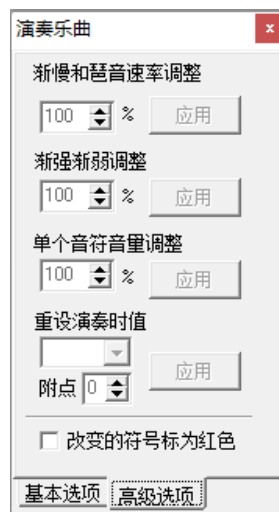 演奏乐曲 x
渐慢和琶音速率调整
100 % 应用
渐强渐弱调整
100 % 应用
单个音符音量调整
100 % 应用
重设演奏时值
应用
附点 0
改变的符号标为红色
基本选项 高级选项